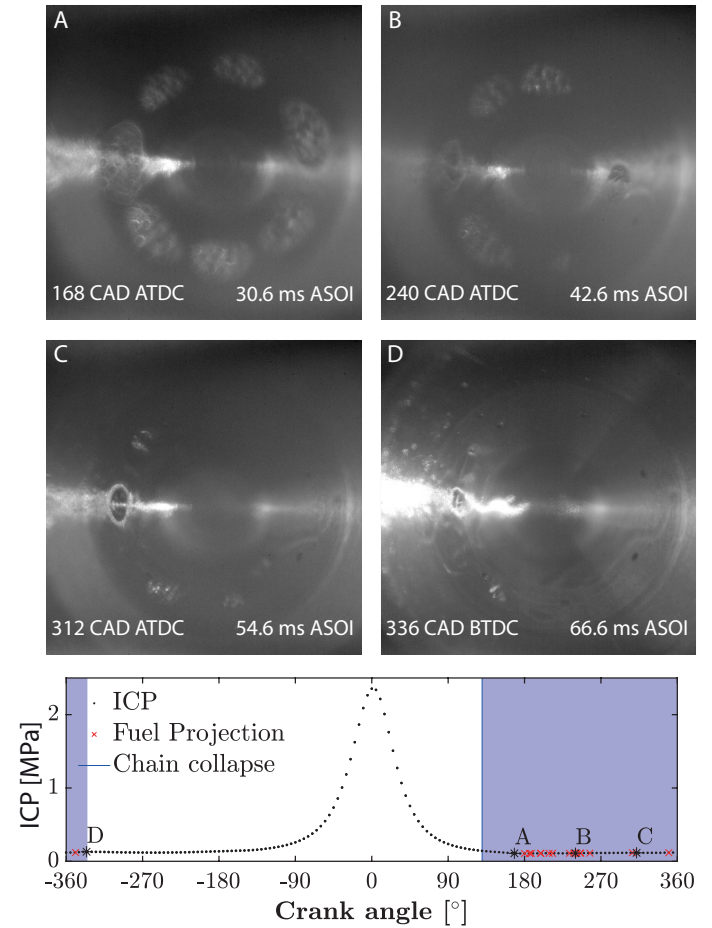 A
168 CAD ATDC 30.6 ms ASOI
B
240 CAD ATDC 42.6 ms ASOI
C
312 CAD ATDC 54.6 ms ASOI
D
336 CAD BTDC 66.6 ms ASOI
ICP [MPa]
2
1
0
ICP
Fuel Projection
Chain collapse
D
A B C
-360 -270 -180 -90 0 90 180 270 360
Crank angle [°]